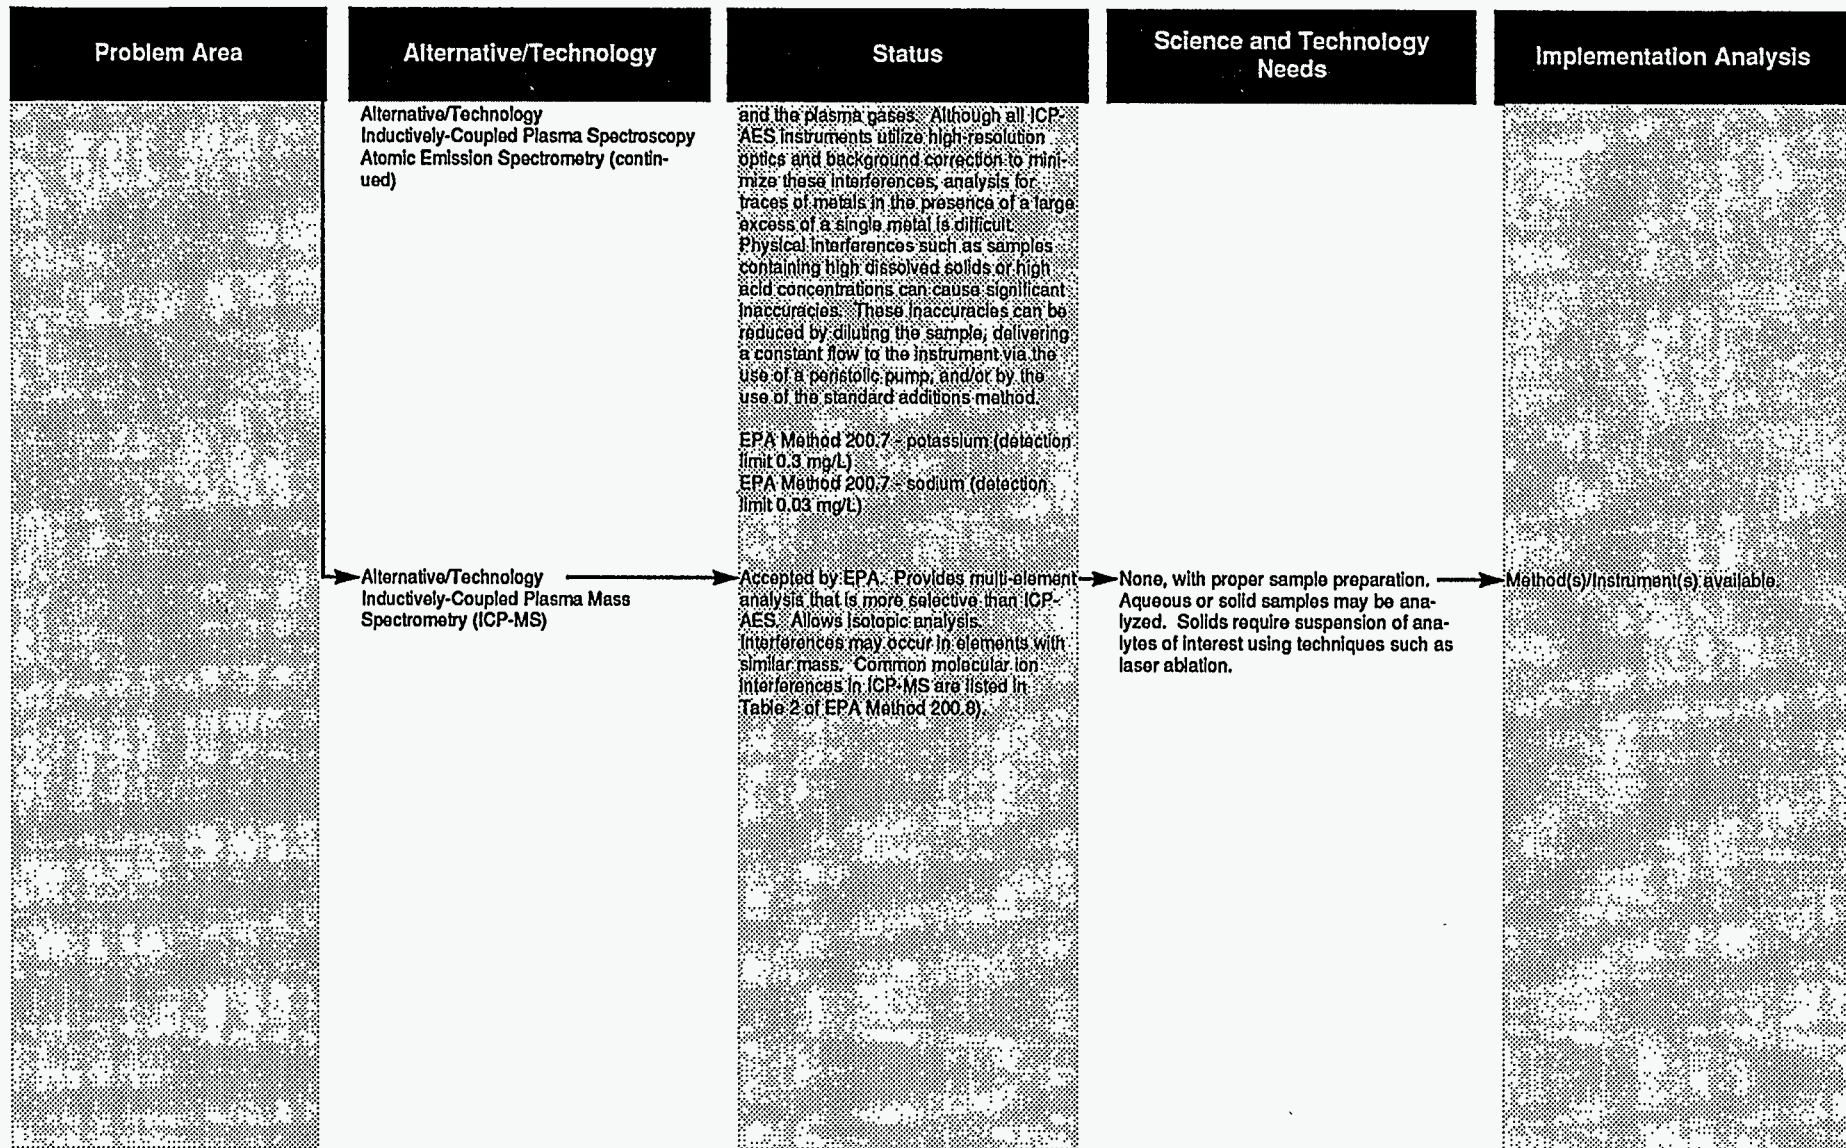 Problem Area
Alternative/Technology
Status
Science and Technology
Needs
Implementation Analysis
Alternative/Technology
Inductively-Coupled Plasma Spectroscopy
Atomic Emission Spectrometry (contin-
ued)
and the plasma gases. Although all ICP-
AES instruments utilize high-resolution
optics and background correction to mini-
mize these interferences, analysis for
traces of metals in the presence of a large
excess of a single metal is difficult.
Physical interferences such as samples
containing high dissolved solids or high
acid concentrations can cause significant
inaccuracies. These inaccuracies can be
reduced by diluting the sample, delivering
a constant flow to the instrument via the
use of a peristolic pump, and/or by the
use of the standard additions method.
EPA Method 200.7 - potassium (detection
limit 0.3 mg/L)
EPA Method 200.7 - sodium (detection
limit 0.03 mg/L)
Alternative/Technology
Inductively-Coupled Plasma Mass
Spectrometry (ICP-MS)
Accepted by EPA. Provides multi-element
analysis that is more selective than ICP-
AES. Allows isotopic analysis.
Interferences may occur in elements with
similar mass. Common molecular ion
interferences in ICP-MS are listed in
Table 2 of EPA Method 200.8).
None, with proper sample preparation.
Aqueous or solid samples may be ana-
lyzed. Solids require suspension of ana-
lytes of interest using techniques such as
laser ablation.
Method(s)/Instrument(s) available.